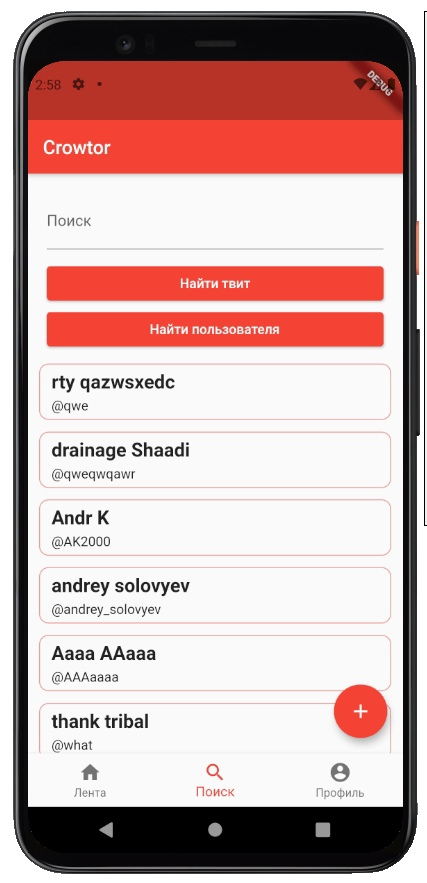 2:58
DEBUG
Crowtor
Поиск
Найти твит
Найти пользователя
rty qazwsxedc
@qwe
drainage Shaadi
@qweqwqawr
Andr K
@AK2000
andrey solovyev
@andrey_solovyev
Aaaa AAaaa
@AAAaaaa
thank tribal
@what
Лента
Поиск
Профиль